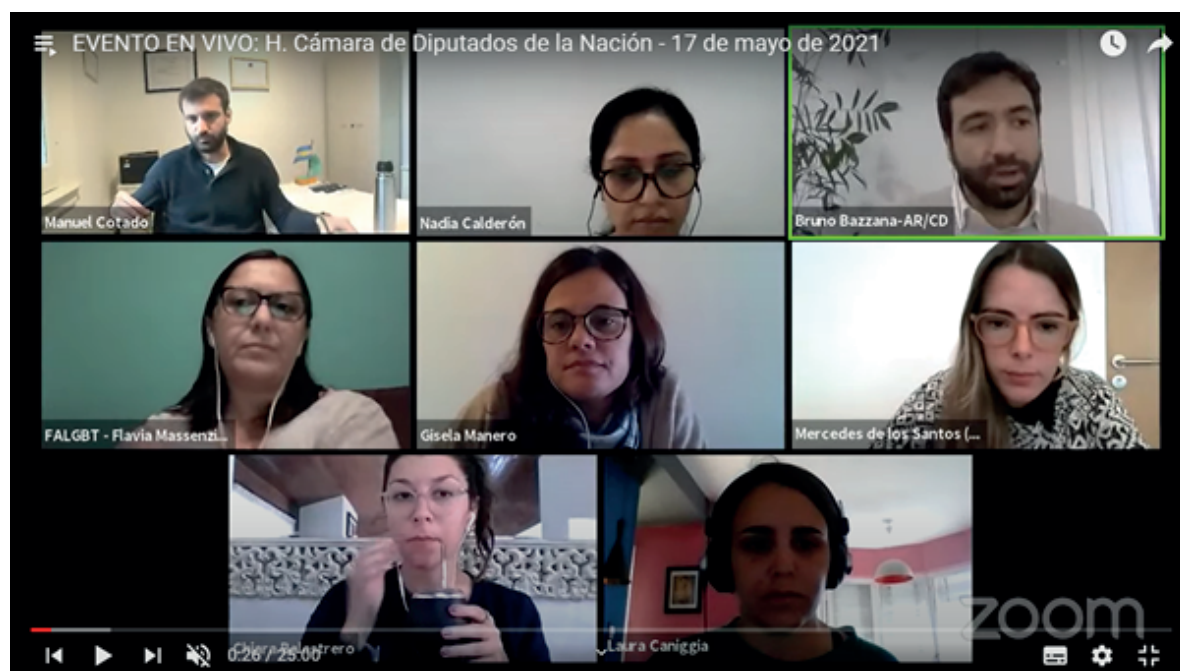 EVENTO EN VIVO: H. Cámara de Diputados de la Nación - 17 de mayo de 2021
Manuel Cotado
Nadia Calderón
Bruno Bazzana-AR/CD
FALGBT - Flavia Massenzi...
Gisela Manero
Mercedes de los Santos (...
0:26 / 25:00
Laura Caniggia
zoom